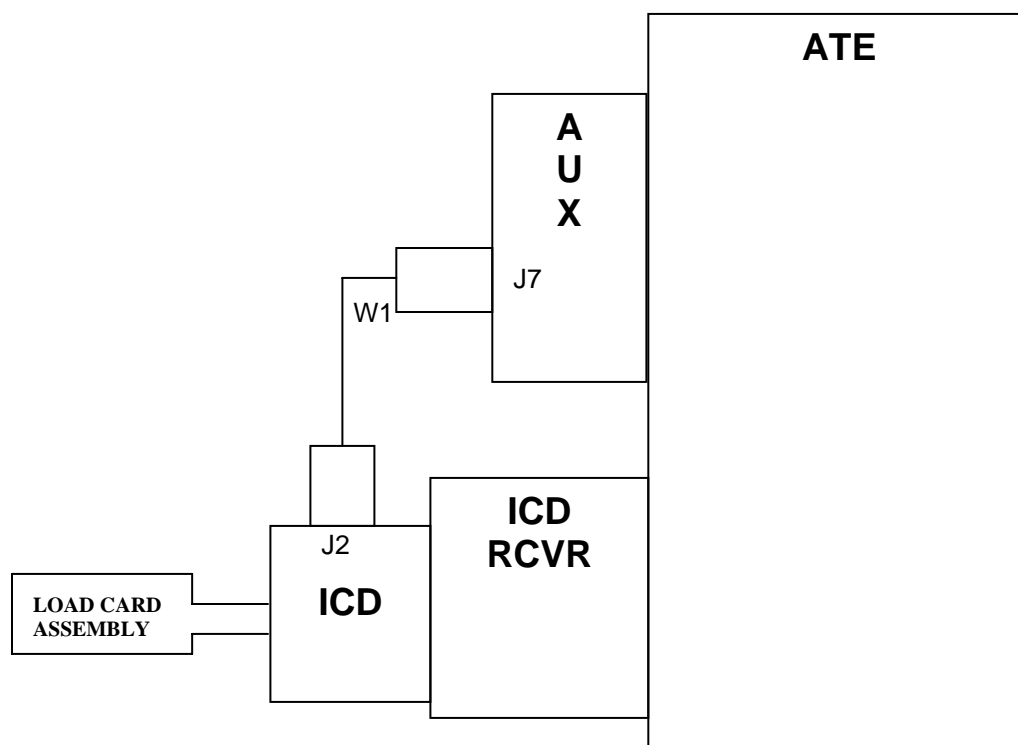 ATE
A
U
X
J7
W1
ICD
RCVR
J2
ICD
LOAD CARD
ASSEMBLY